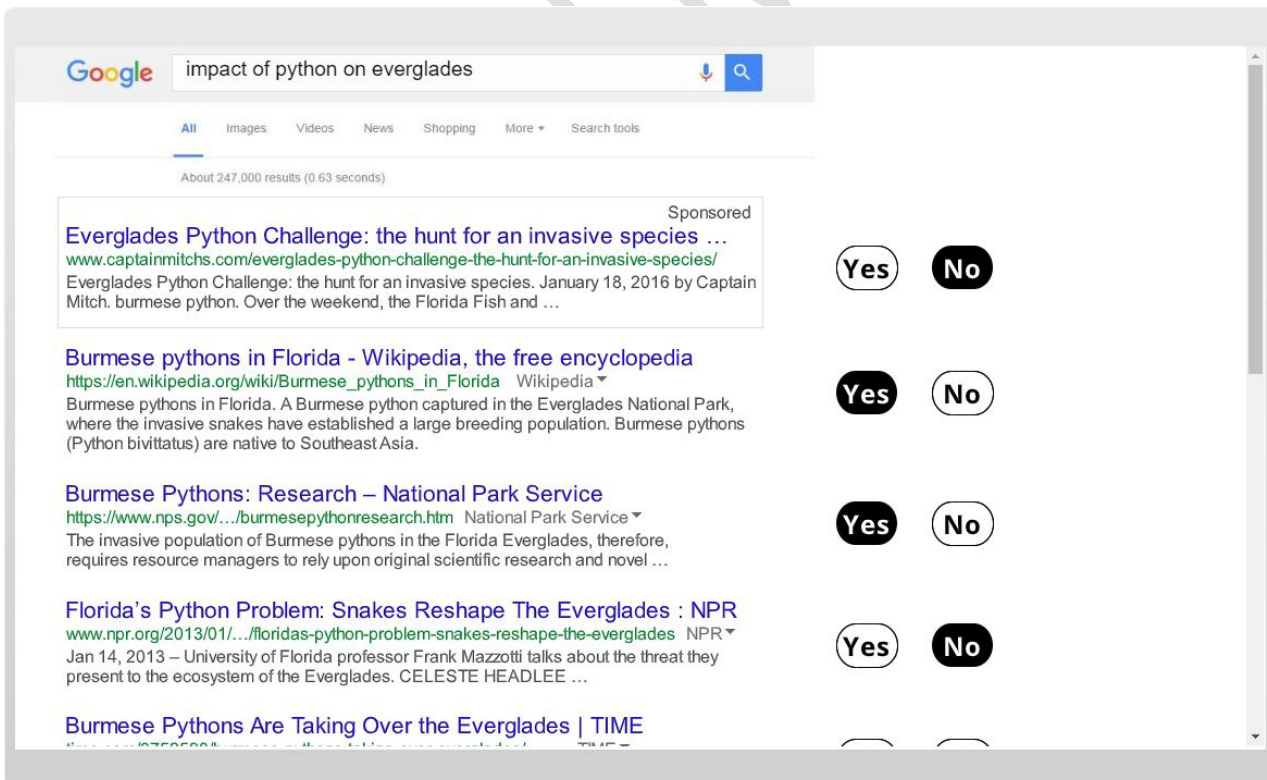 Google impact of python on everglades
All Images Videos News Shopping More Search tools
About 247,000 results (0.63 seconds)
Sponsored
Everglades Python Challenge: the hunt for an invasive species …
www.captainmitchs.com/everglades-python-challenge-the-hunt-for-an-invasive-species/
Everglades Python Challenge: the hunt for an invasive species. January 18, 2016 by Captain
Mitch. burmese python. Over the weekend, the Florida Fish and …
Yes No
Burmese pythons in Florida - Wikipedia, the free encyclopedia
https://en.wikipedia.org/wiki/Burmese_pythons_in_Florida Wikipedia
Burmese pythons in Florida. A Burmese python captured in the Everglades National Park,
where the invasive snakes have established a large breeding population. Burmese pythons
(Python bivittatus) are native to Southeast Asia.
Yes No
Burmese Pythons: Research – National Park Service
https://www.nps.gov/…/burmesepythonresearch.htm National Park Service
The invasive population of Burmese pythons in the Florida Everglades, therefore,
requires resource managers to rely upon original scientific research and novel …
Yes No
Florida's Python Problem: Snakes Reshape The Everglades : NPR
www.npr.org/2013/01/…/floridas-python-problem-snakes-reshape-the-everglades NPR
Jan 14, 2013 – University of Florida professor Frank Mazzotti talks about the threat they
present to the ecosystem of the Everglades. CELESTE HEADLEE …
Yes No
Burmese Pythons Are Taking Over the Everglades | TIME